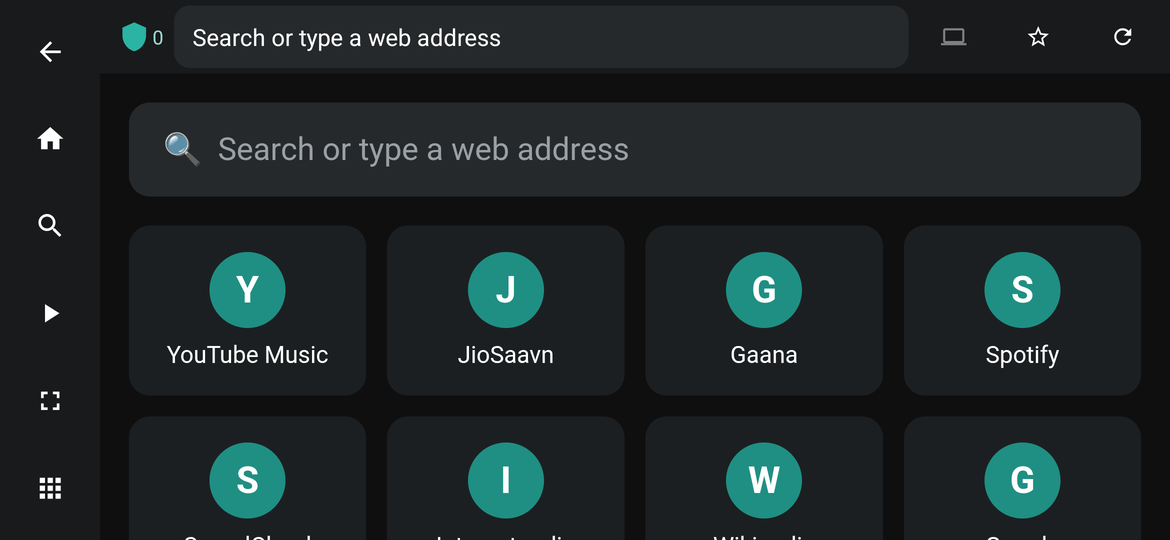 0
Search or type a web address
Search or type a web address
Y
YouTube Music
J
JioSaavn
G
Gaana
S
Spotify
S
I
W
G